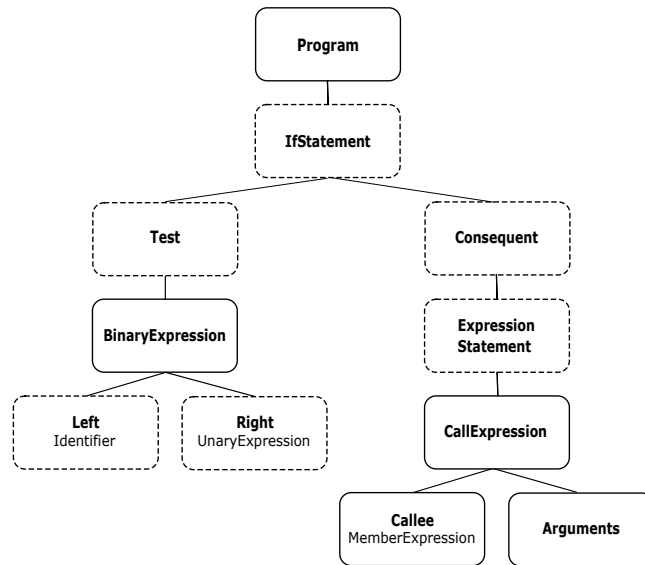 Program
IfStatement
Test
Consequent
BinaryExpression
Expression
Statement
Left
Identifier
Right
UnaryExpression
CallExpression
Callee
MemberExpression
Arguments